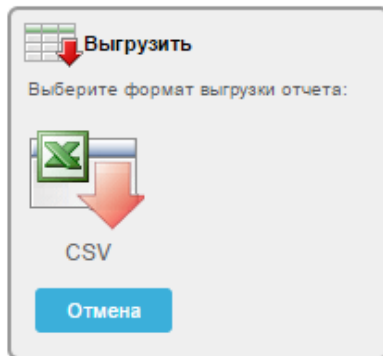 Выгрузить
Выберите формат выгрузки отчета:
CSV
Отмена